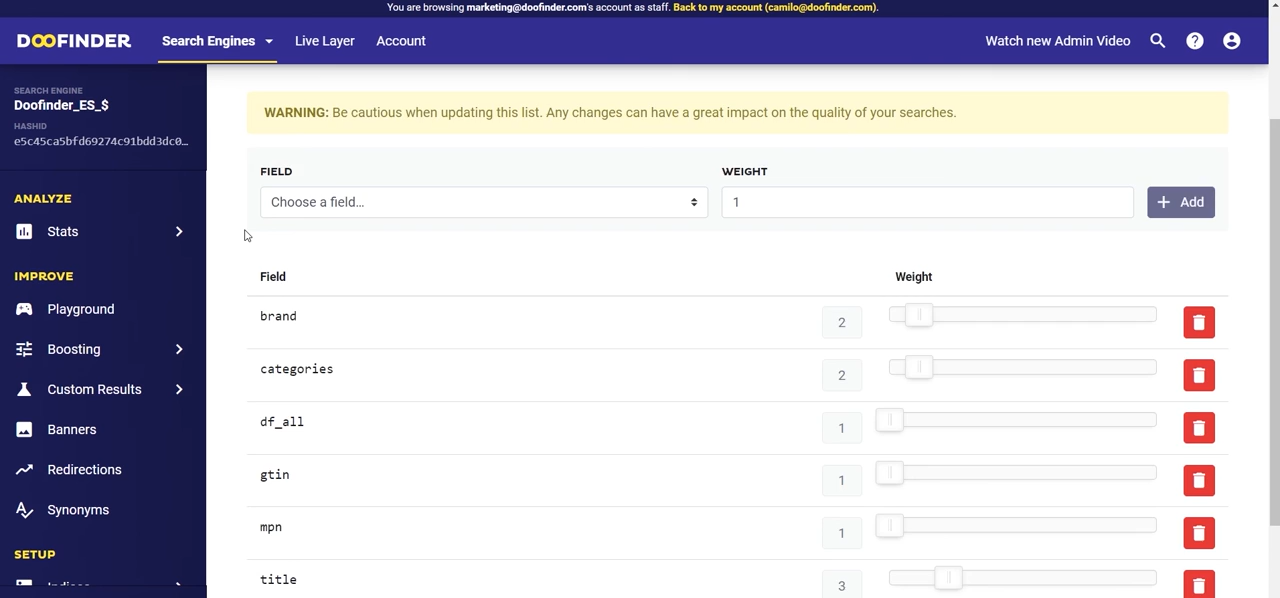 You are browsing marketing@doofinder.com's account as staff. Back to my account (camilo@doofinder.com).
DOOFINDER
Search Engines
Live Layer
Account
Watch new Admin Video
SEARCH ENGINE
Doofinder_ES_$
HASHID
e5c45ca5bfd69274c91bdd3dc0…
WARNING: Be cautious when updating this list. Any changes can have a great impact on the quality of your searches.
FIELD
WEIGHT
Choose a field...
1
Add
ANALYZE
Stats
IMPROVE
Playground
Boosting
Custom Results
Banners
Redirections
Synonyms
SETUP
Indices
Field
Weight
brand
2
categories
2
df_all
1
gtin
1
mpn
1
title
3